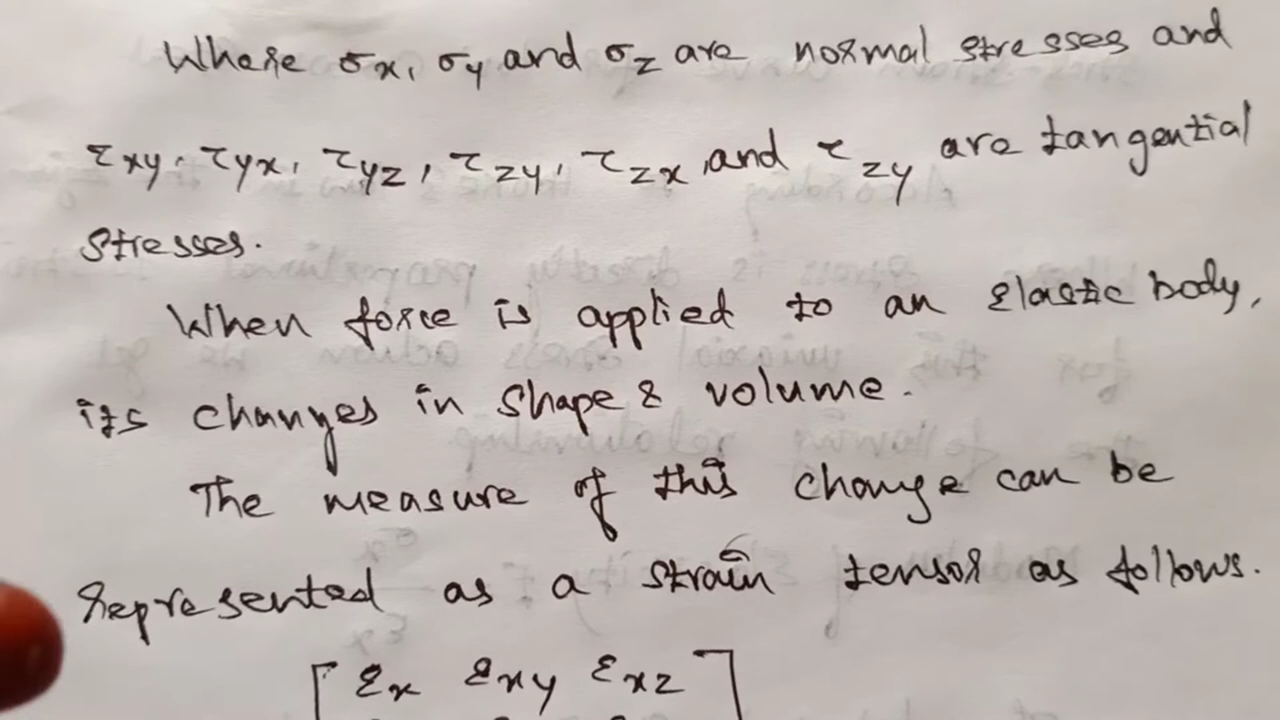 Where σx, σy and σz are normal stresses and
τxy, τyx, τyz, τzy, τzx, and τzy are tangential
stresses.
When force is applied to an elastic body,
its changes in shape & volume.
The measure of this change can be
represented as a strain tensor as follows.
εx εxy εxz